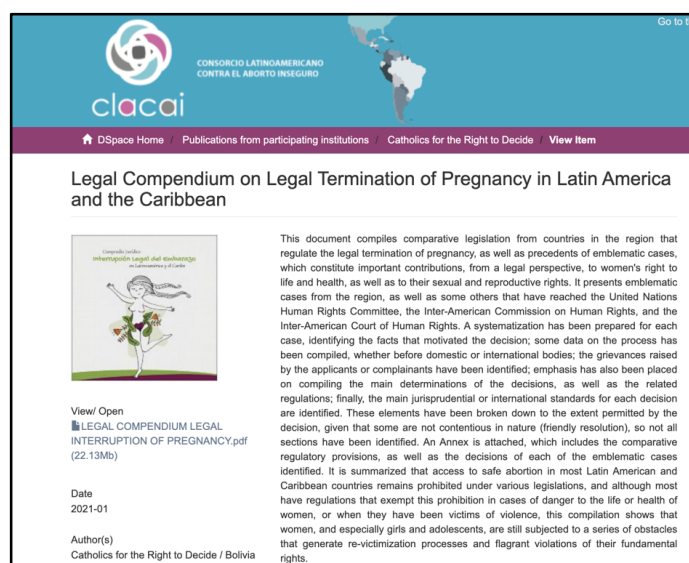 Go to t
CONSORCIO LATINOAMERICANO
CONTRA EL ABORTO INSEGURO
clacai
DSpace Home / Publications from participating institutions / Catholics for the Right to Decide / View Item
Legal Compendium on Legal Termination of Pregnancy in Latin America
and the Caribbean
Compendio Jurídico
Interrupción Legal del Embarazo
en Latinoamérica y el Caribe
This document compiles comparative legislation from countries in the region that
regulate the legal termination of pregnancy, as well as precedents of emblematic cases,
which constitute important contributions, from a legal perspective, to women's right to
life and health, as well as to their sexual and reproductive rights. It presents emblematic
cases from the region, as well as some others that have reached the United Nations
Human Rights Committee, the Inter-American Commission on Human Rights, and the
Inter-American Court of Human Rights. A systematization has been prepared for each
case, identifying the facts that motivated the decision; some data on the process has
been compiled, whether before domestic or international bodies; the grievances raised
by the applicants or complainants have been identified; emphasis has also been placed
on compiling the main determinations of the decisions, as well as the related
regulations; finally, the main jurisprudential or international standards for each decision
are identified. These elements have been broken down to the extent permitted by the
decision, given that some are not contentious in nature (friendly resolution), so not all
sections have been identified. An Annex is attached, which includes the comparative
regulatory provisions, as well as the decisions of each of the emblematic cases
identified. It is summarized that access to safe abortion in most Latin American and
Caribbean countries remains prohibited under various legislations, and although most
have regulations that exempt this prohibition in cases of danger to the life or health of
women, or when they have been victims of violence, this compilation shows that
women, and especially girls and adolescents, are still subjected to a series of obstacles
that generate re-victimization processes and flagrant violations of their fundamental
rights.
View/ Open
LEGAL COMPENDIUM LEGAL
INTERRUPTION OF PREGNANCY.pdf
(22.13Mb)
Date
2021-01
Author(s)
Catholics for the Right to Decide / Bolivia